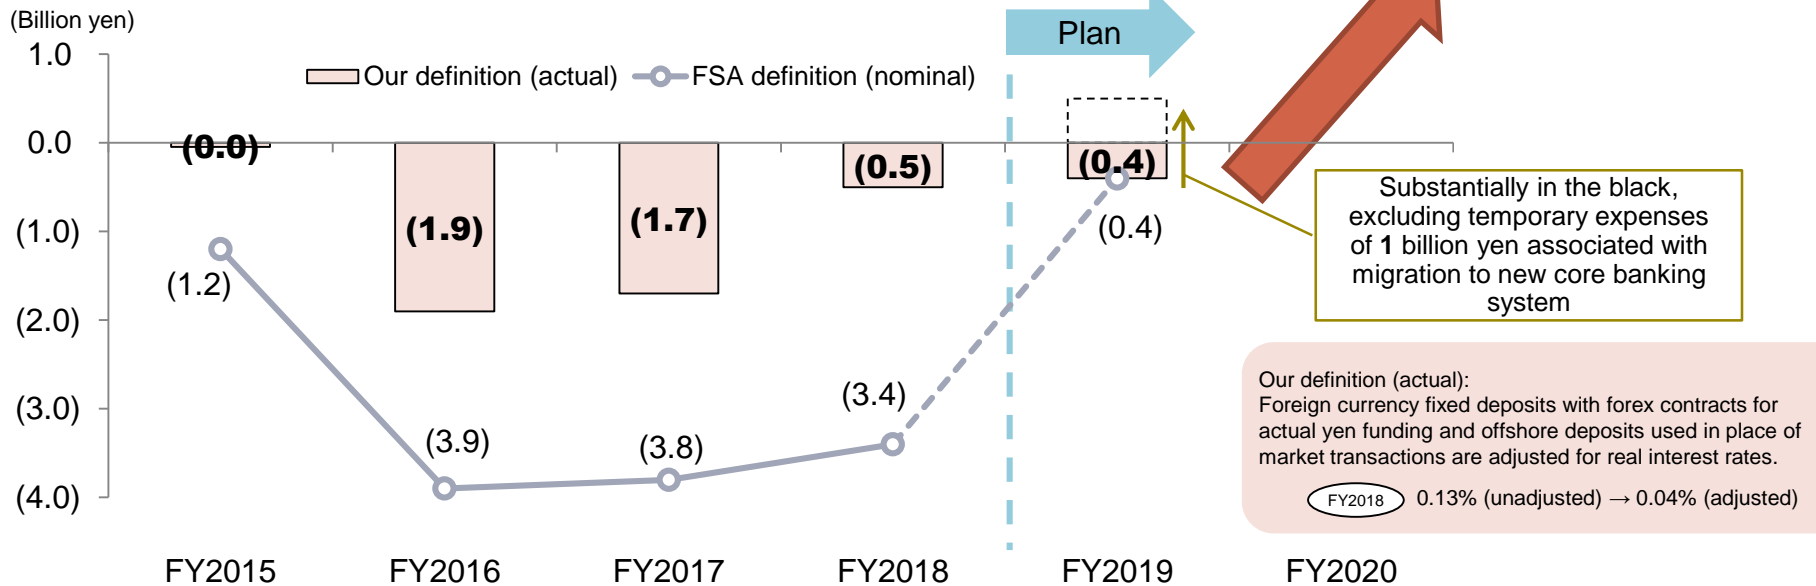 (Billion yen)
Plan
1.0
0.0
(1.0)
(2.0)
(3.0)
(4.0)
Our definition (actual)
FSA definition (nominal)
(0.0)
(1.9)
(1.7)
(0.5)
(0.4)
(1.2)
(3.9)
(3.8)
(3.4)
(0.4)
Substantially in the black,
excluding temporary expenses
of 1 billion yen associated with
migration to new core banking
system
Our definition (actual):
Foreign currency fixed deposits with forex contracts for
actual yen funding and offshore deposits used in place of
market transactions are adjusted for real interest rates.
FY2018 0.13% (unadjusted) → 0.04% (adjusted)
FY2015
FY2016
FY2017
FY2018
FY2019
FY2020